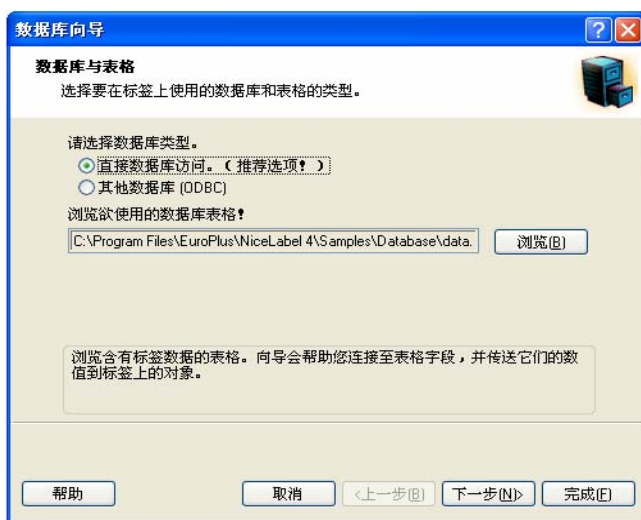 数据库向导
数据库与表格
选择要在标签上使用的数据库和表格的类型。
请选择数据库类型。
直接数据库访问。(推荐选项!)
其他数据库 (ODBC)
浏览欲使用的数据库表格!
C:\Program Files\EuroPlus\NiceLabel 4\Samples\Database\data.
浏览(B)
浏览含有标签数据的表格。向导会帮助您连接至表格字段,并传送它们的数
值到标签上的对象。
帮助
取消
<上一步(B)
下一步(N)>
完成(F)